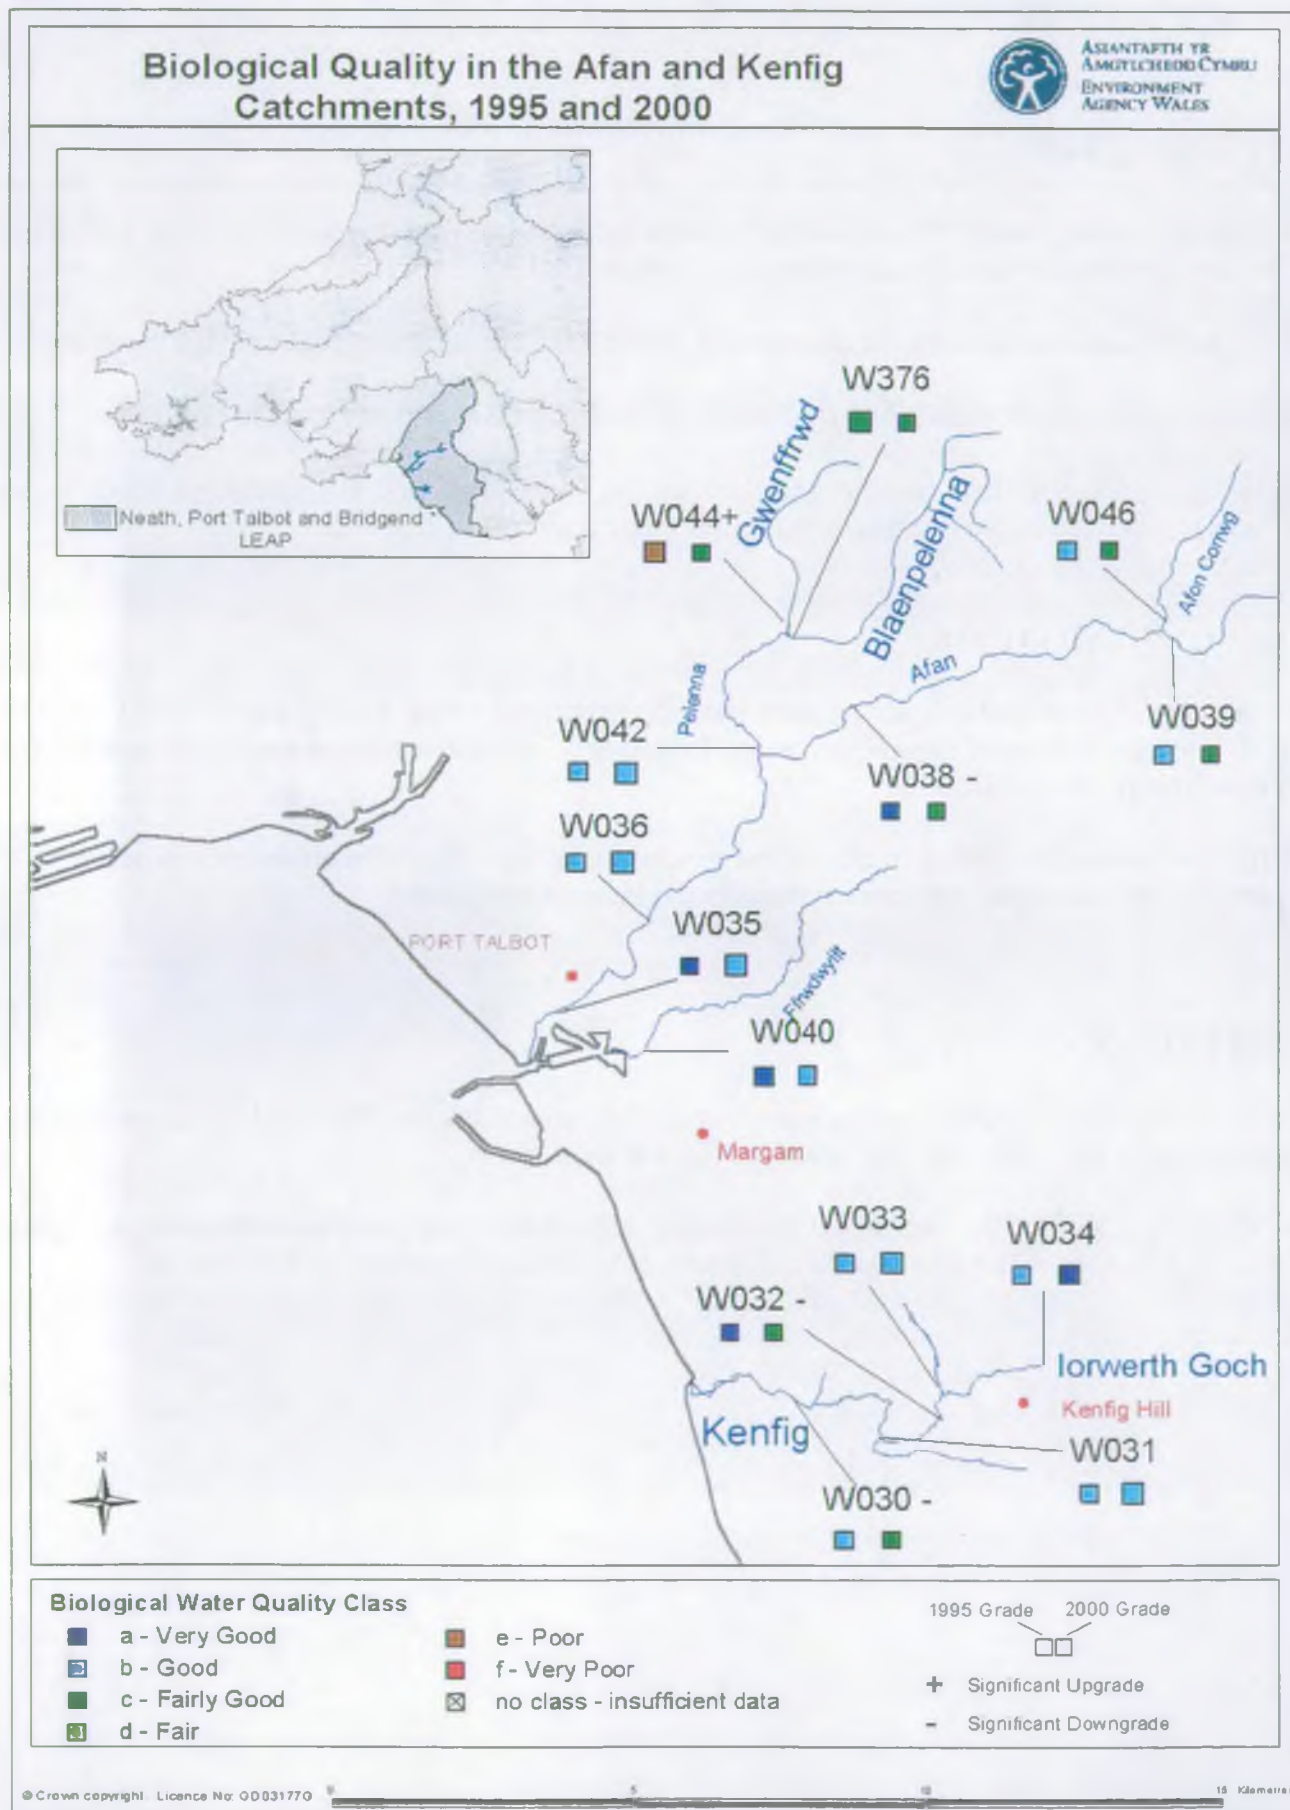 Biological Quality in the Afan and Kenfig
Catchments, 1995 and 2000
ASIANTAETH YR
AMGYLCHEDD CYMRU
ENVIRONMENT
AGENCY WALES
Neath, Port Talbot and Bridgend
LEAP
W376
Gwenffrwd
W044+
Blaenpelenna
W046
Afon Corrwg
Afan
Pelenna
W039
W042
W038 -
W036
W035
PORT TALBOT
Ffrwdwyllt
W040
Margam
W033
W034
W032 -
Iorwerth Goch
Kenfig Hill
Kenfig
W031
W030 -
N
Biological Water Quality Class
a - Very Good
b - Good
c - Fairly Good
d - Fair
e - Poor
f - Very Poor
no class - insufficient data
1995 Grade 2000 Grade
+ Significant Upgrade
- Significant Downgrade
© Crown copyright Licence No: GD03177G
0 5 10 15 Kilometres